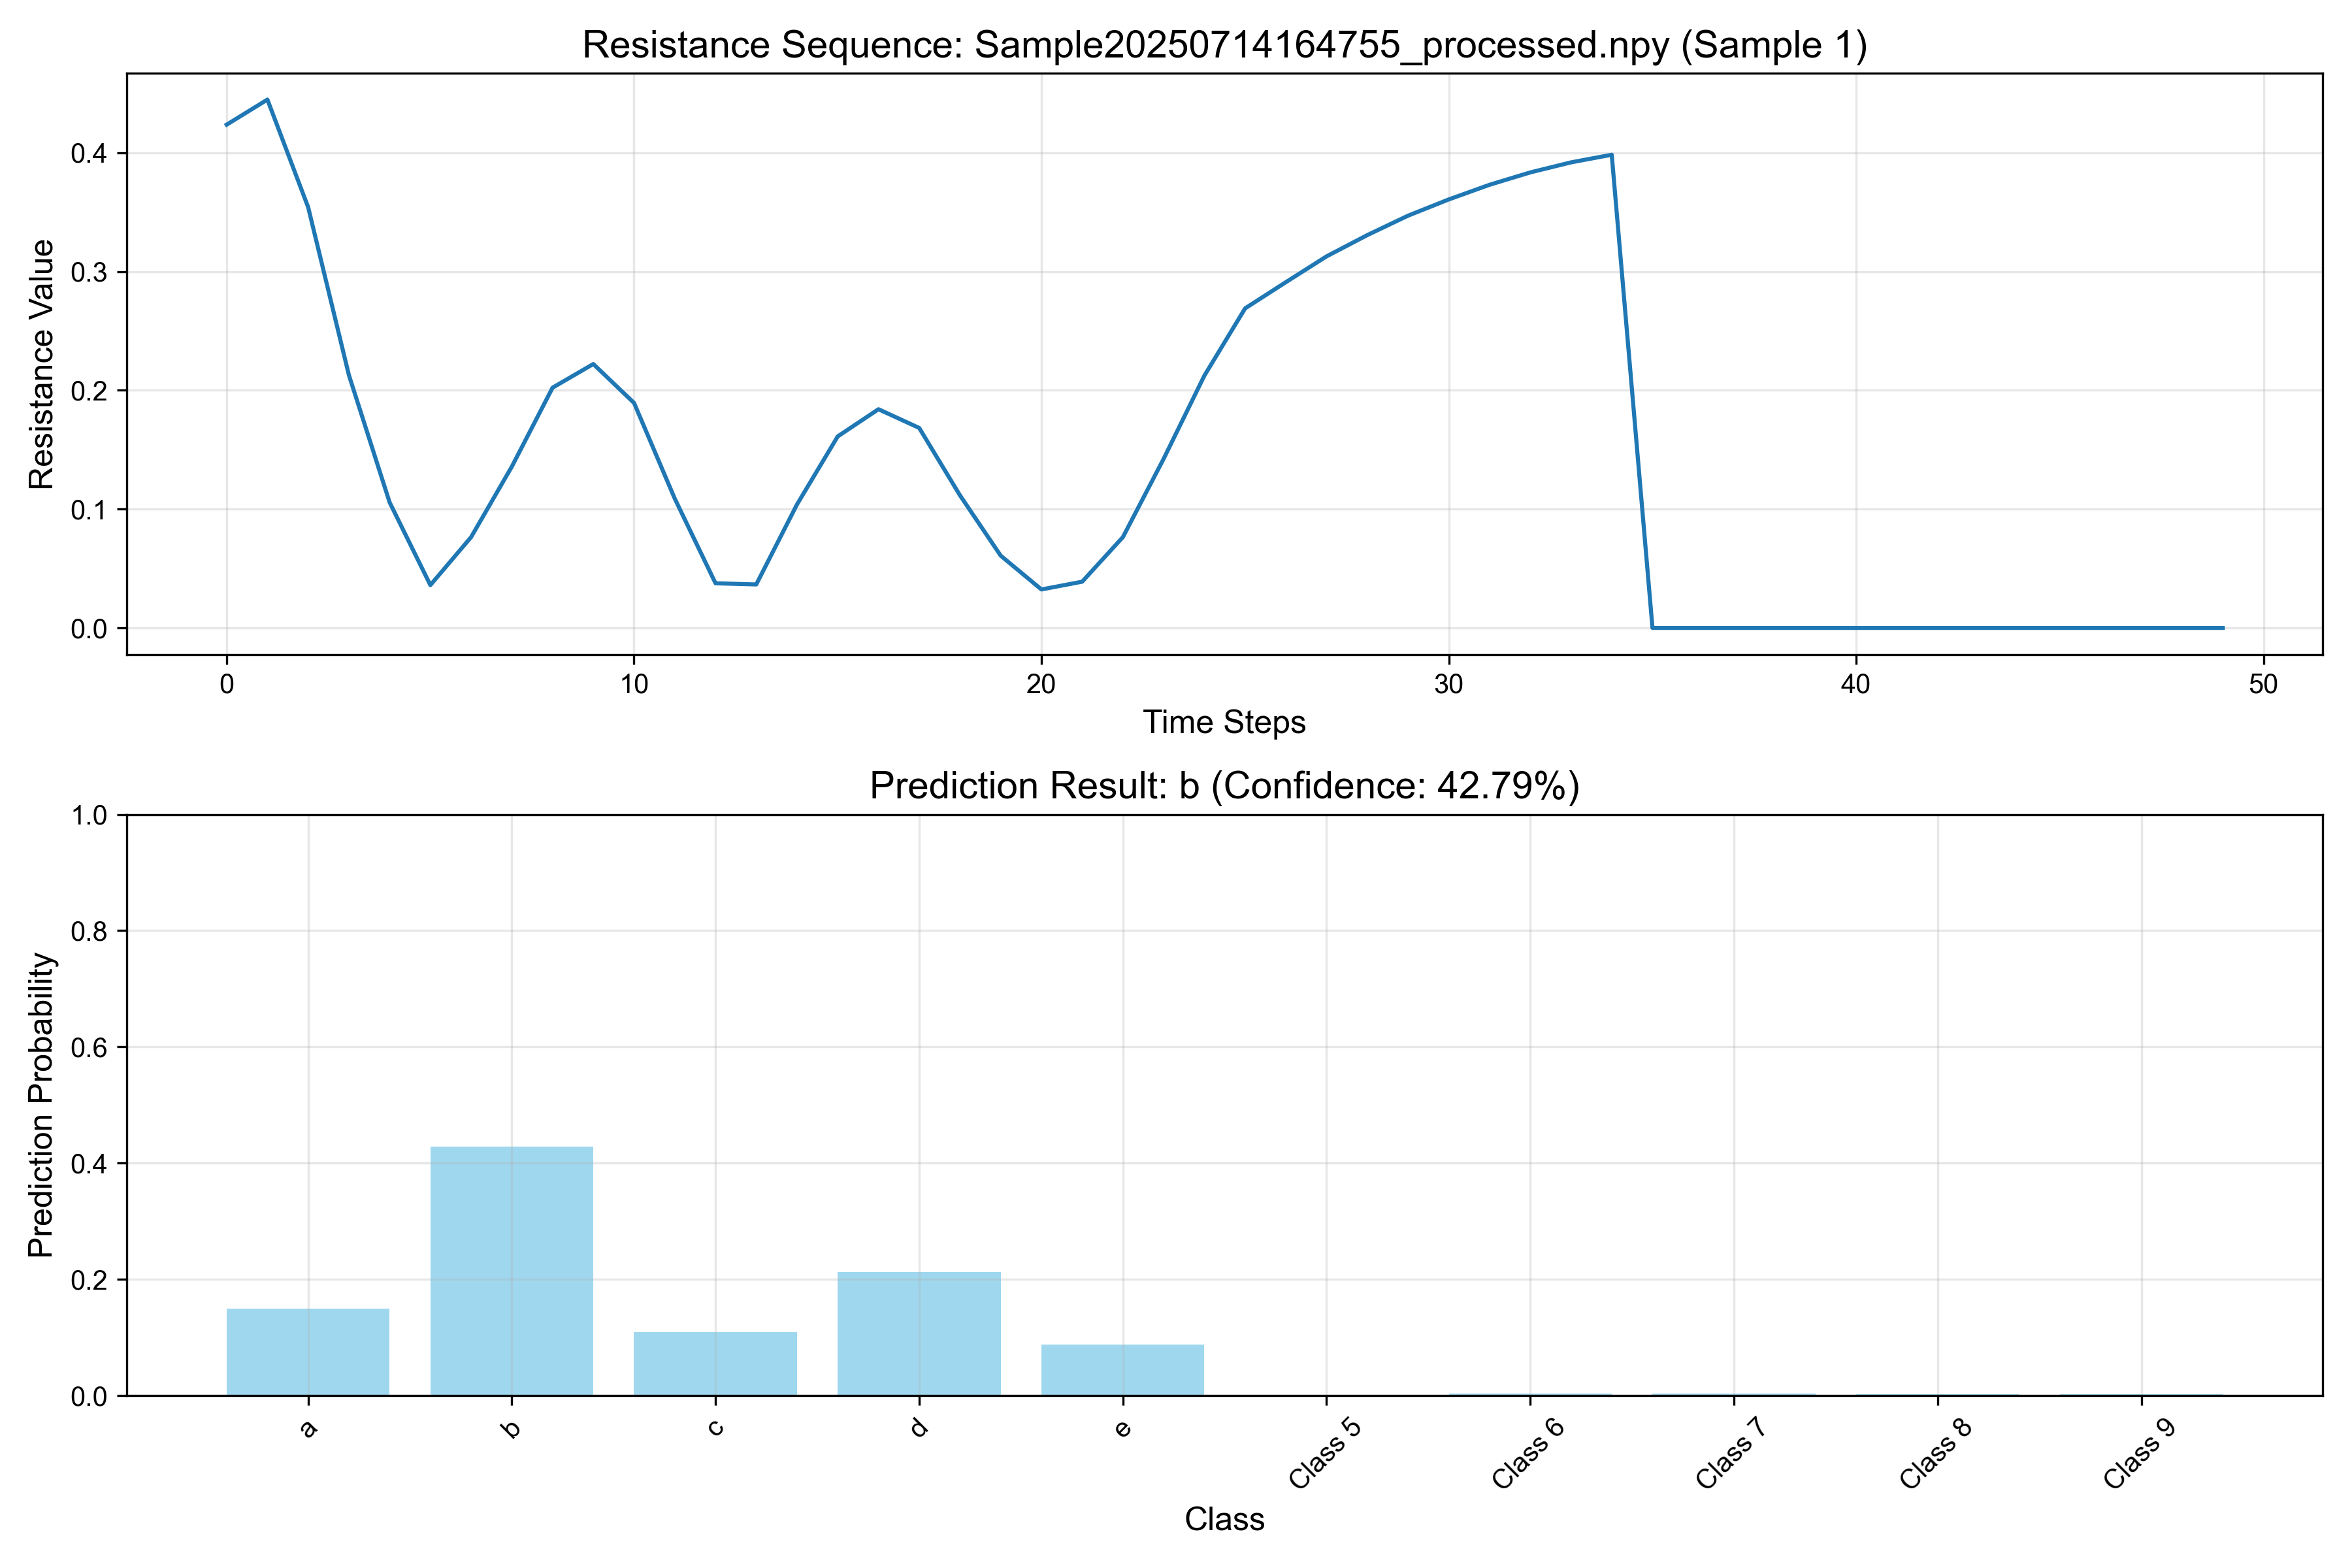 Resistance Sequence: Sample20250714164755_processed.npy (Sample 1)
Resistance Value
0.4
0.3
0.2
0.1
0.0
0 10 20 30 40 50
Time Steps
Prediction Result: b (Confidence: 42.79%)
Prediction Probability
1.0
0.8
0.6
0.4
0.2
0.0
a b c d e Class 5 Class 6 Class 7 Class 8 Class 9
Class